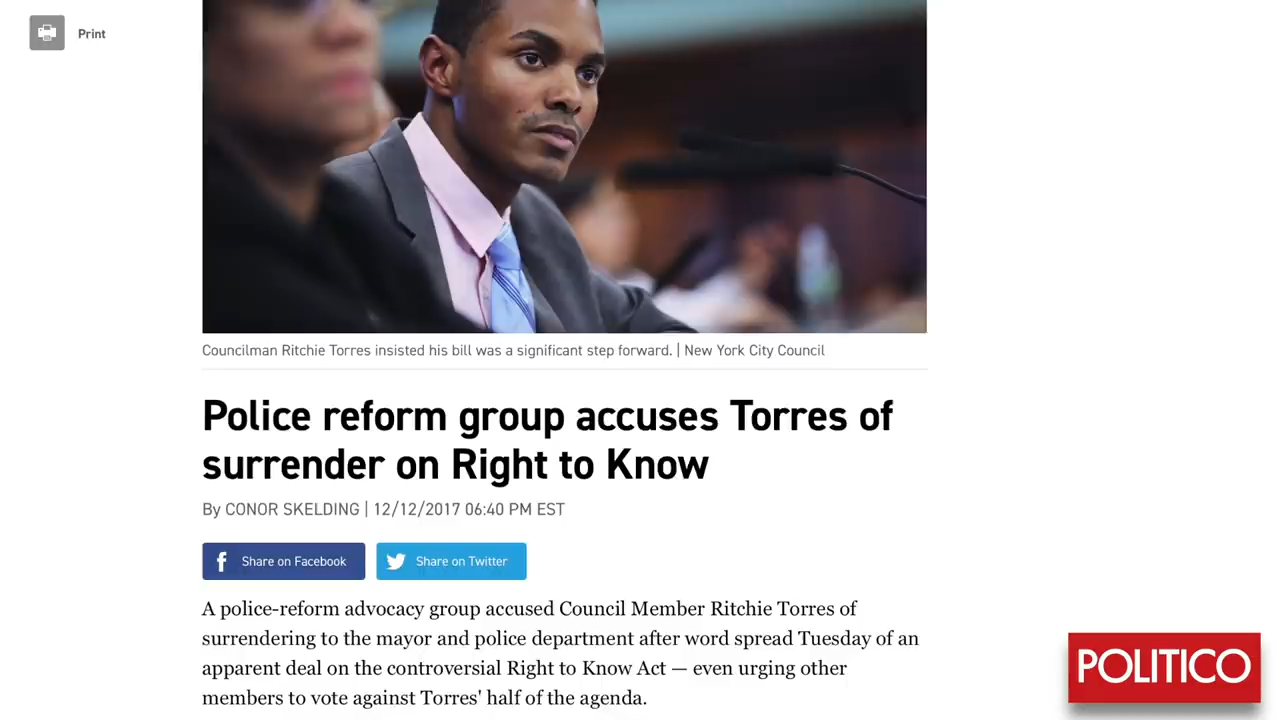 Print
Councilman Ritchie Torres insisted his bill was a significant step forward. | New York City Council
Police reform group accuses Torres of
surrender on Right to Know
By CONOR SKELDING | 12/12/2017 06:40 PM EST
Share on Facebook
Share on Twitter
A police-reform advocacy group accused Council Member Ritchie Torres of
surrendering to the mayor and police department after word spread Tuesday of an
apparent deal on the controversial Right to Know Act — even urging other
members to vote against Torres' half of the agenda.
POLITICO